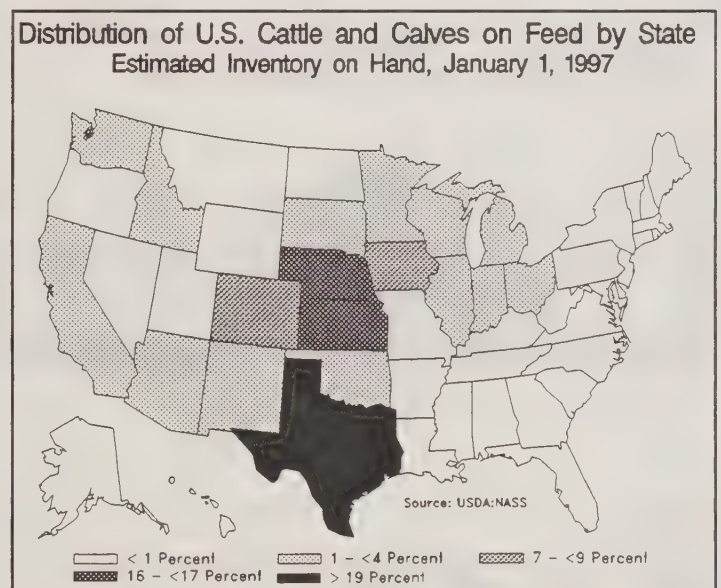 Distribution of U.S. Cattle and Calves on Feed by State
Estimated Inventory on Hand, January 1, 1997
Source: USDA:NASS
< 1 Percent
1 - <4 Percent
7 - <9 Percent
16 - <17 Percent
> 19 Percent